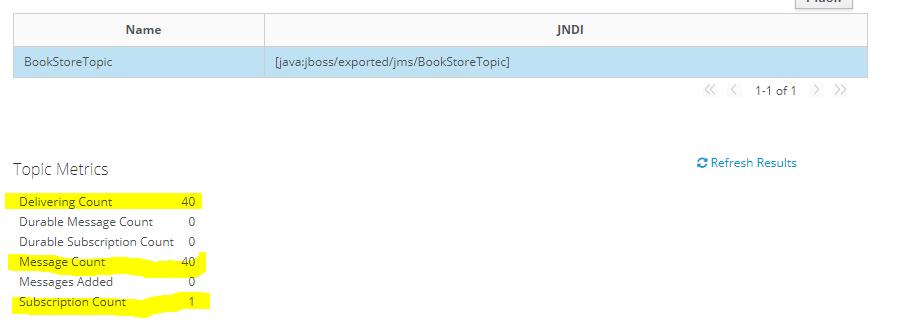 Name JNDI
BookStoreTopic [java:jboss/exported/jms/BookStoreTopic]
1-1 of 1
Topic Metrics
Refresh Results
Delivering Count 40
Durable Message Count 0
Durable Subscription Count 0
Message Count 40
Messages Added 0
Subscription Count 1